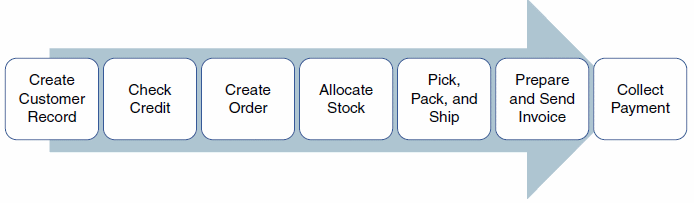 Create
Customer
Record
Check
Credit
Create
Order
Allocate
Stock
Pick,
Pack, and
Ship
Prepare
and Send
Invoice
Collect
Payment